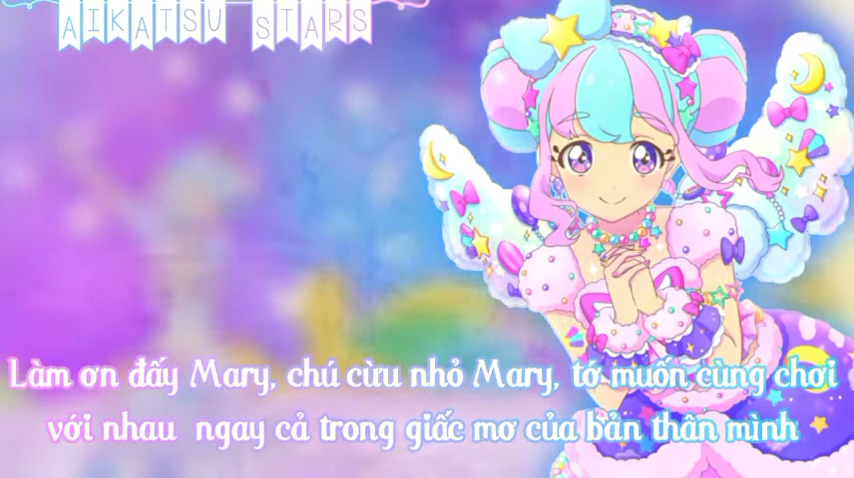 AIKATSU STARS
Làm ơn đấy Mary, chú cừu nhỏ Mary, tớ muốn cùng chơi
với nhau ngay cả trong giấc mơ của bản thân mình